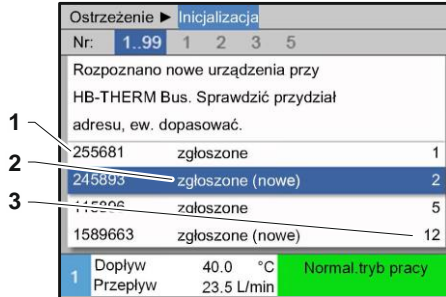 Ostrzeżenie ► Inicjalizacja
Nr: 1..99 1 2 3 5
Rozpoznano nowe urządzenia przy
HB-THERM Bus. Sprawdzić przydział
adresu, ew. dopasować.
1
255681 zgłoszone 1
2
245893 zgłoszone (nowe) 2
3
115896 zgłoszone 5
1589663 zgłoszone (nowe) 12
1 Dopływ 40.0 °C Normal.tryb pracy
Przepływ 23.5 L/min